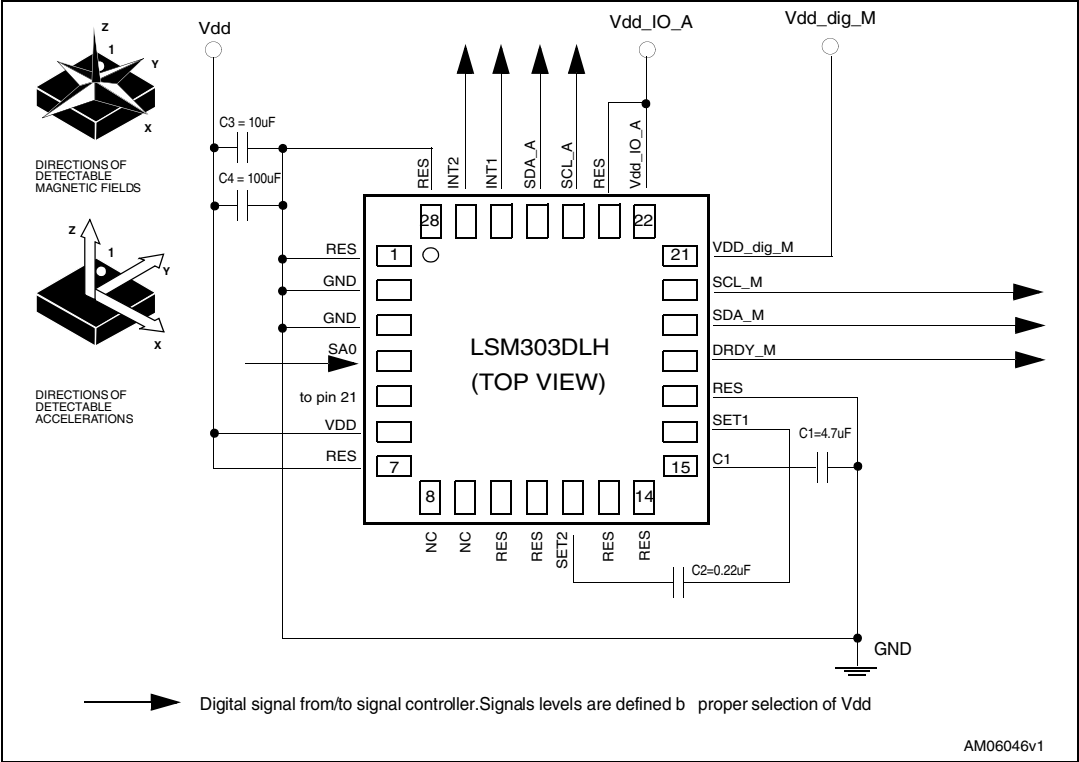 Vdd
Vdd_IO_A
Vdd_dig_M
Z
1
Y
X
DIRECTIONS OF
DETECTABLE
MAGNETIC FIELDS
C3 = 10uF
C4 = 100uF
RES
INT2
INT1
SDA_A
SCL_A
RES
Vdd_IO_A
28
22
Z
1
Y
X
DIRECTIONS OF
DETECTABLE
ACCELERATIONS
RES
GND
GND
SA0
to pin 21
VDD
RES
1
7
LSM303DLH
(TOP VIEW)
21
15
VDD_dig_M
SCL_M
SDA_M
DRDY_M
RES
SET1
C1
C1=4.7uF
8
14
NC
NC
RES
RES
SET2
RES
RES
C2=0.22uF
GND
Digital signal from/to signal controller.Signals levels are defined b proper selection of Vdd
AM06046v1